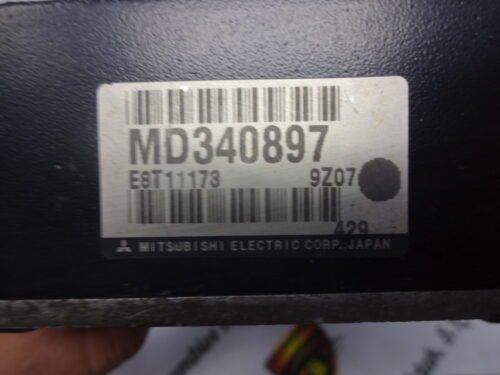 MD340897
E8T11173 9Z07
429
MITSUBISHI ELECTRIC CORP., JAPAN